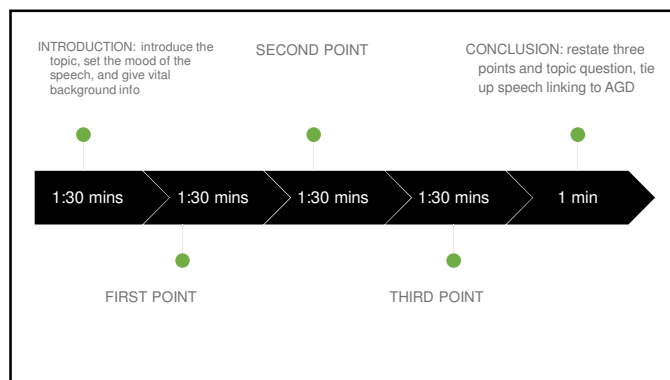 INTRODUCTION: introduce the
topic, set the mood of the
speech, and give vital
background info
SECOND POINT
CONCLUSION: restate three
points and topic question, tie
up speech linking to AGD
1:30 mins
1:30 mins
1:30 mins
1:30 mins
1 min
FIRST POINT
THIRD POINT